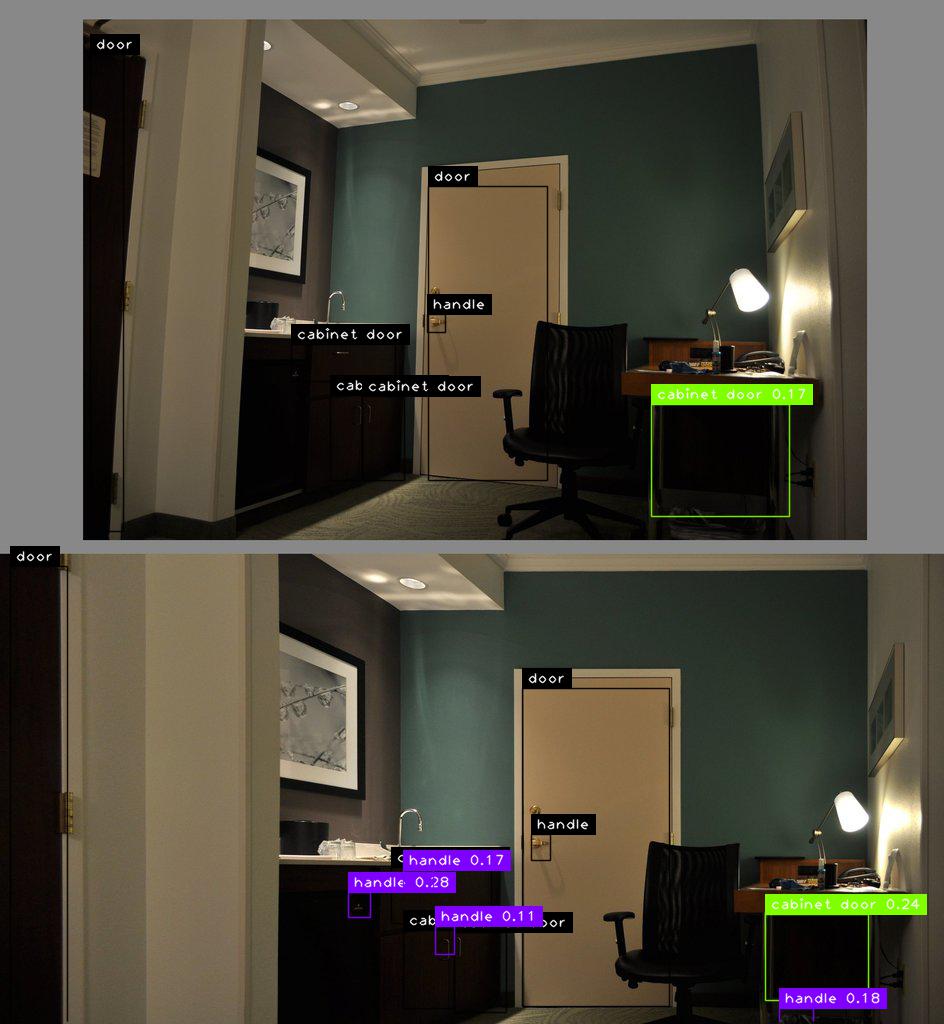 door
door
handle
cabinet door
cab cabinet door
cabinet door 0.17
door
door
handle
handle 0.17
handle 0.28
cab
handle 0.11
oor
cabinet door 0.24
handle 0.18